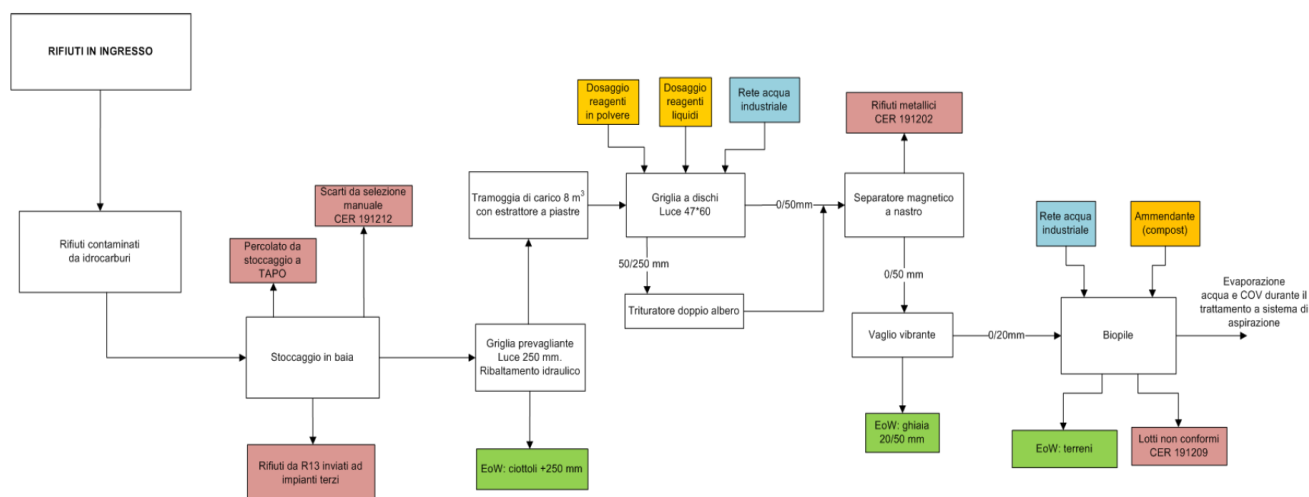 RIFIUTI IN INGRESSO
Rifiuti contaminati
da idrocarburi
Percolato da
stoccaggio a
TAPO
Scarti da selezione
manuale
CER 191212
Stoccaggio in baia
Rifiuti da R13 inviati ad
impianti terzi
Tramoggia di carico 8 m3
con estrattore a piastre
Griglia prevagliante
Luce 250 mm.
Ribaltamento idraulico
EoW: ciottoli +250 mm
Dosaggio
reagenti
in polvere
Dosaggio
reagenti
liquidi
Rete acqua
industriale
Griglia a dischi
Luce 47*60
0/50mm
50/250 mm
Trituratore doppio albero
Rifiuti metallici
CER 191202
Separatore magnetico
a nastro
0/50 mm
Vaglio vibrante
0/20mm
EoW: ghiaia
20/50 mm
Rete acqua
industriale
Ammendante
(compost)
Biopile
Evaporazione
acqua e COV durante il
trattamento a sistema di
aspirazione
EoW: terreni
Lotti non conformi
CER 191209